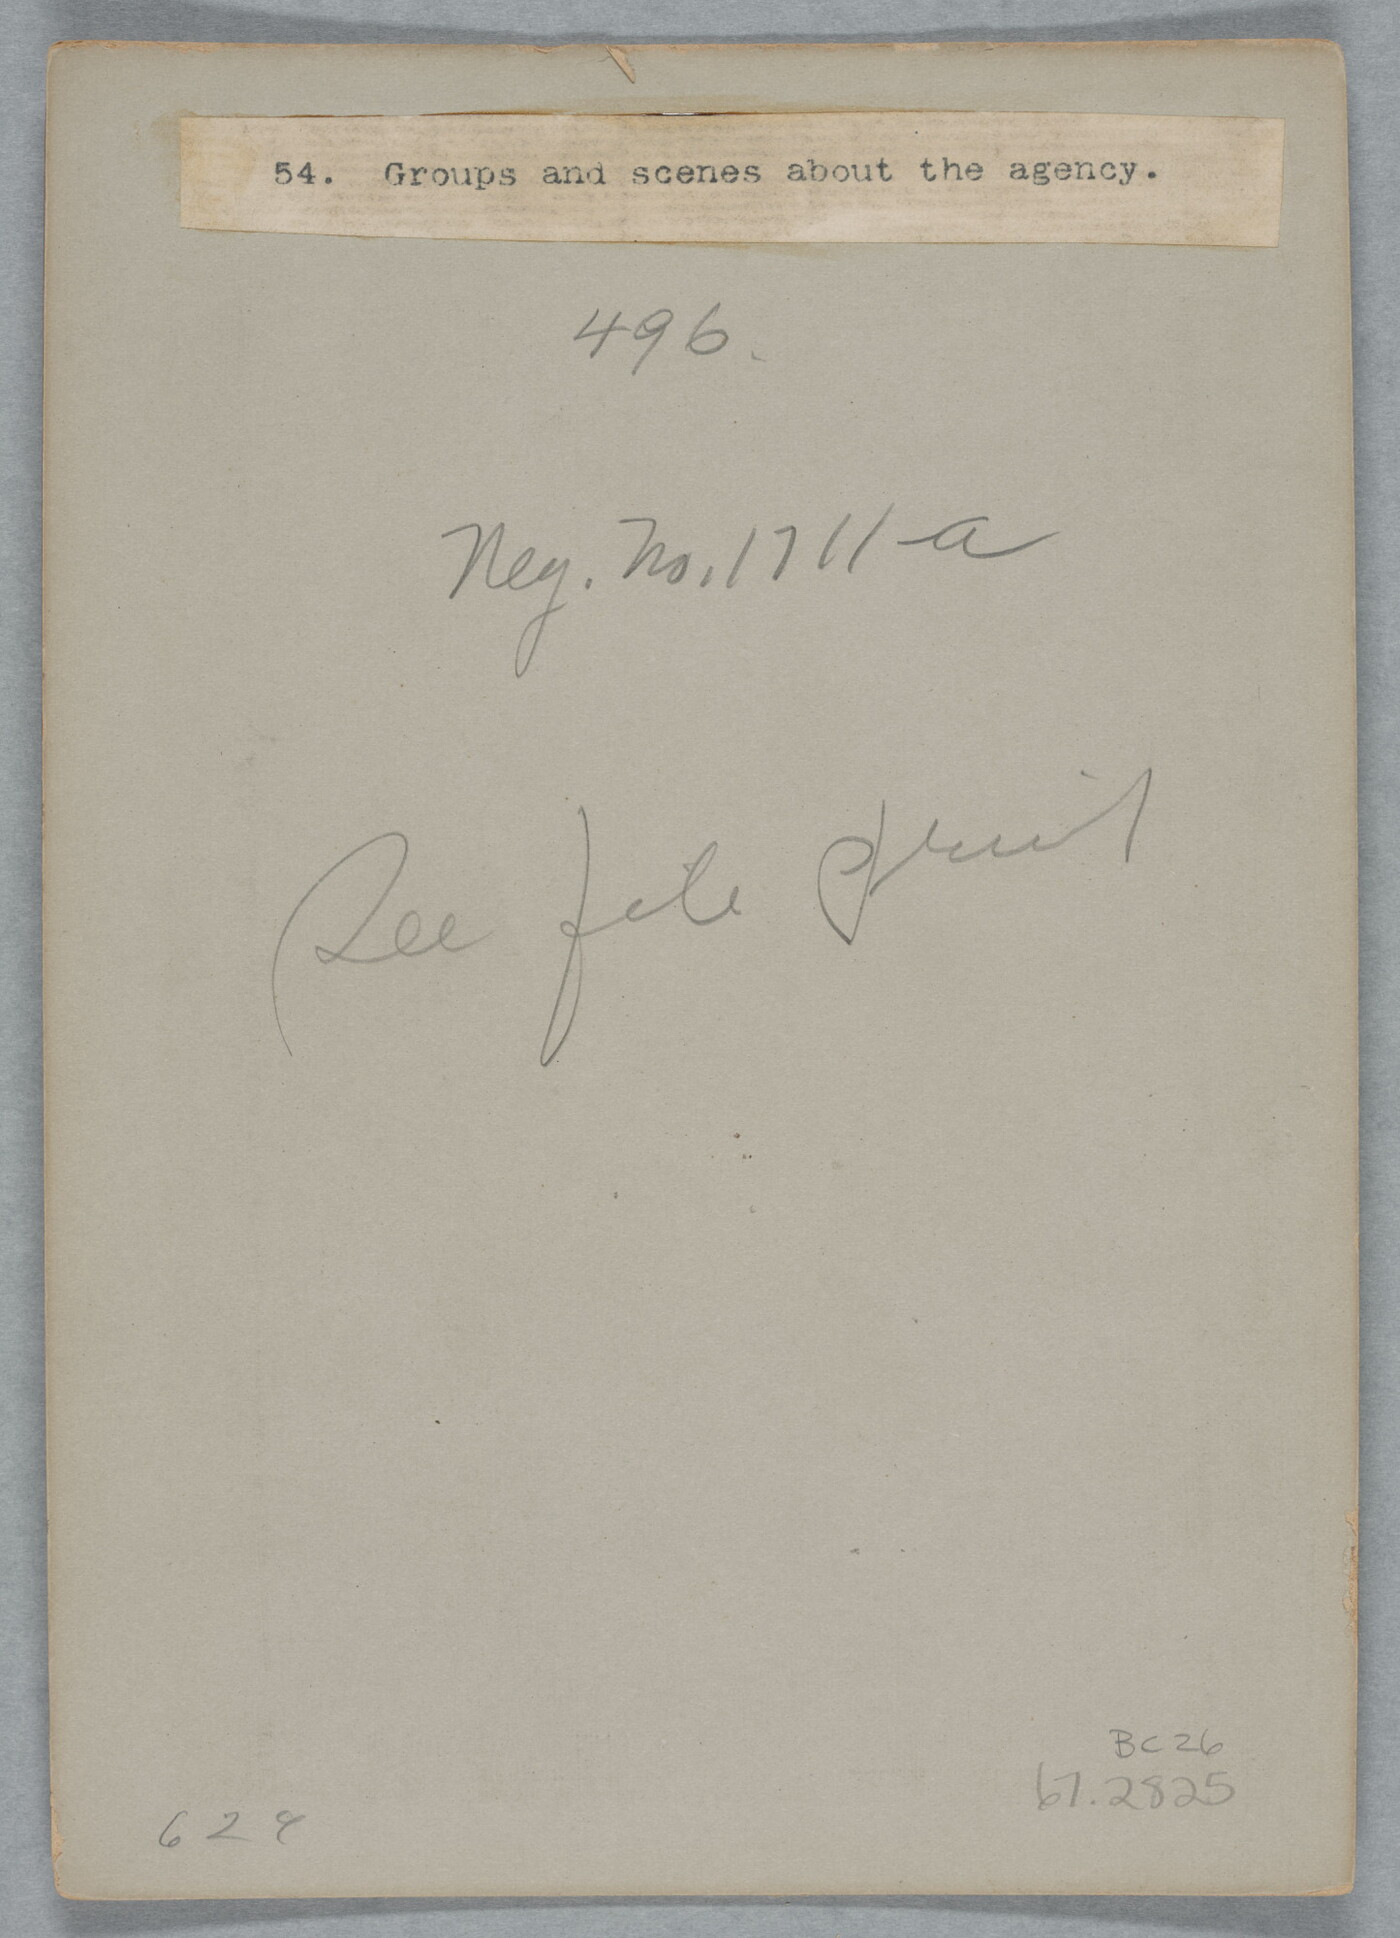 54. Groups and scenes about the agency.
496.
Neg. No. 1711-a
See file print
BC26
67.2825
628